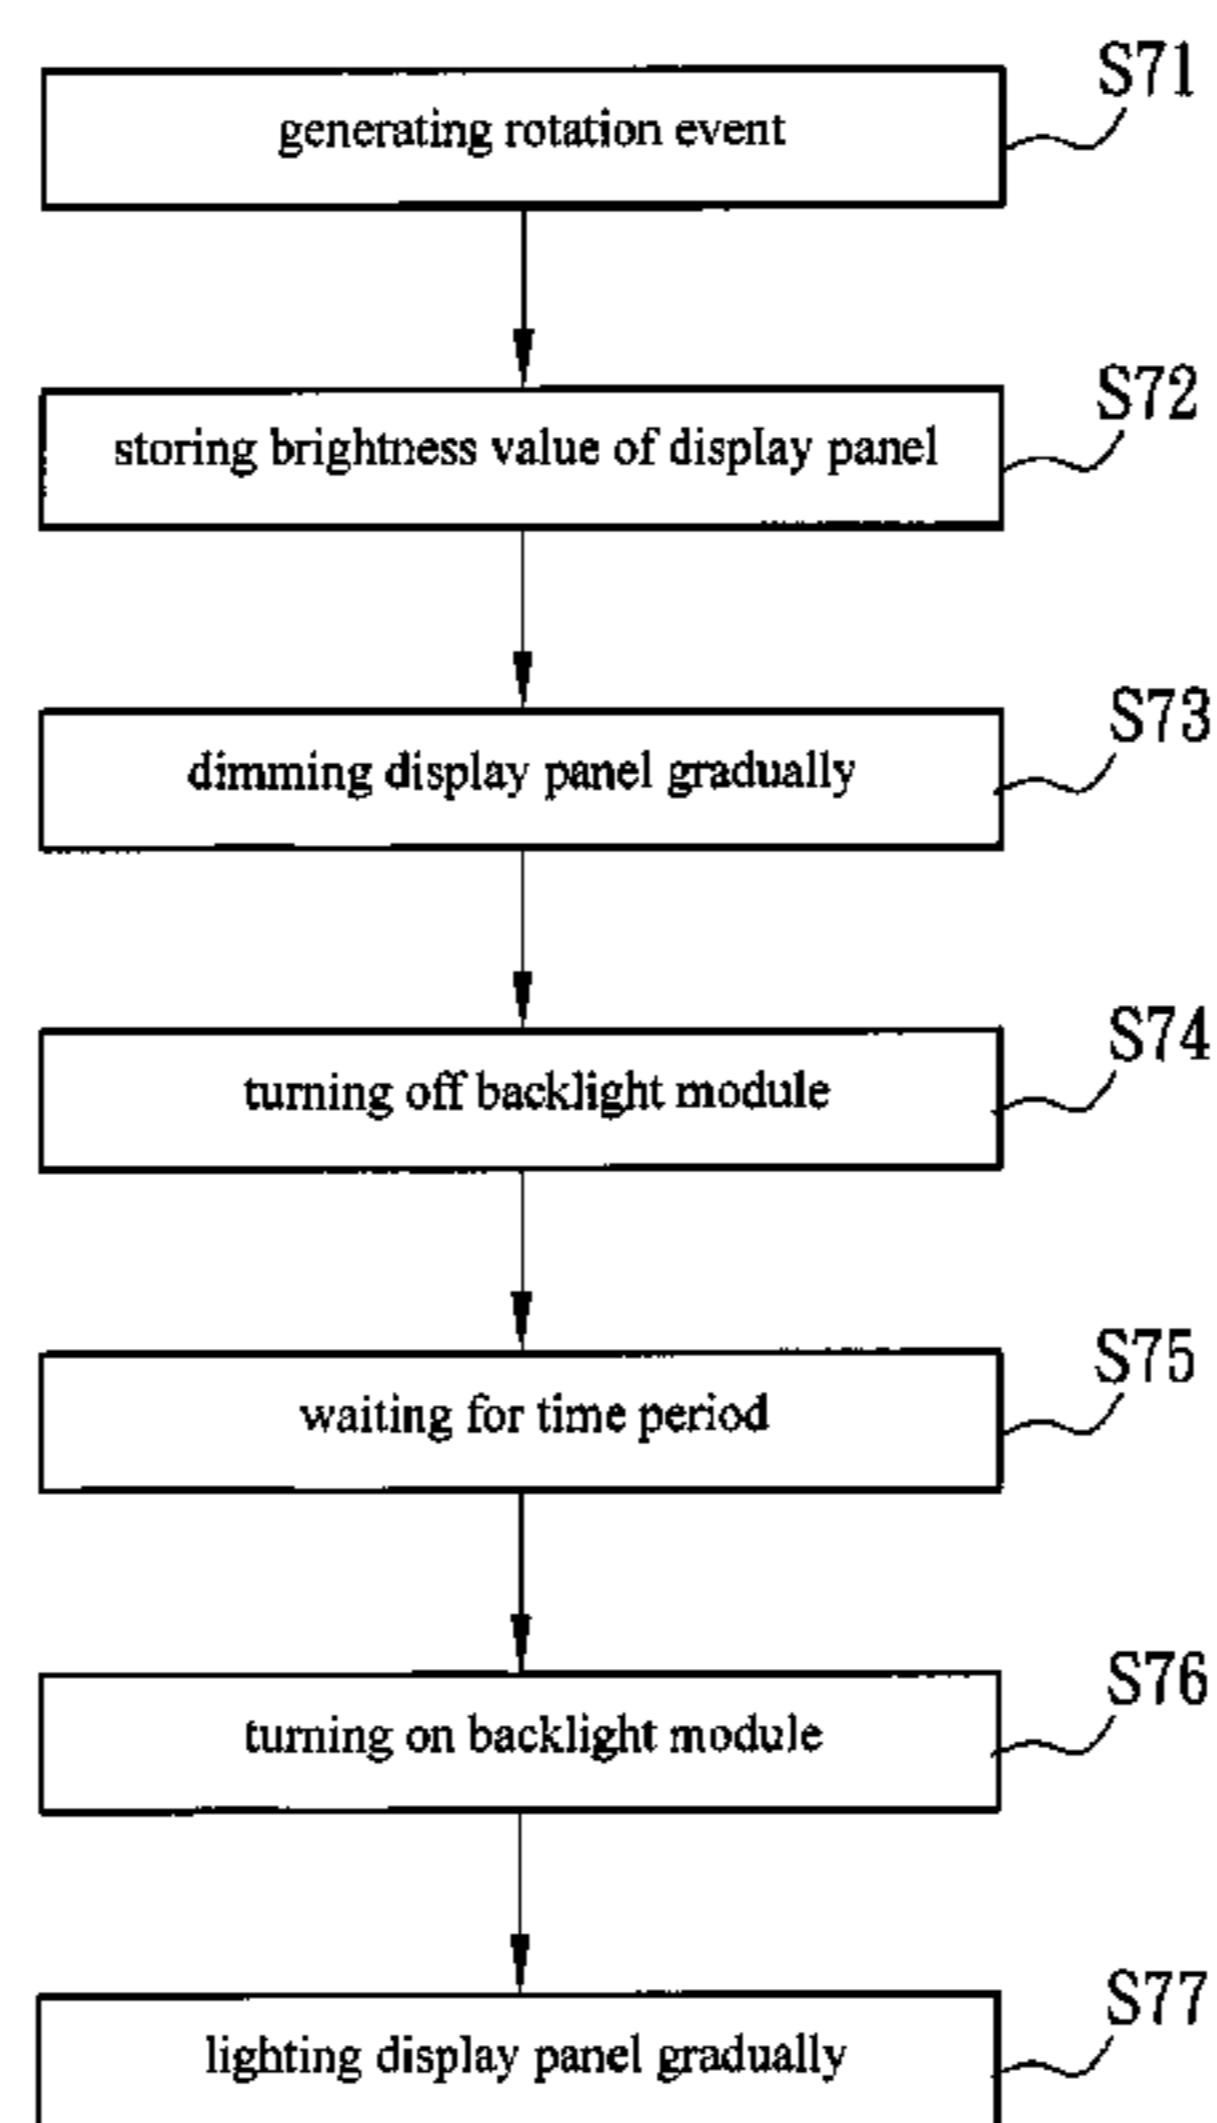 generating rotation event
S71
storing brightness value of display panel
S72
dimming display panel gradually
S73
turning off backlight module
S74
waiting for time period
S75
turning on backlight module
S76
lighting display panel gradually
S77